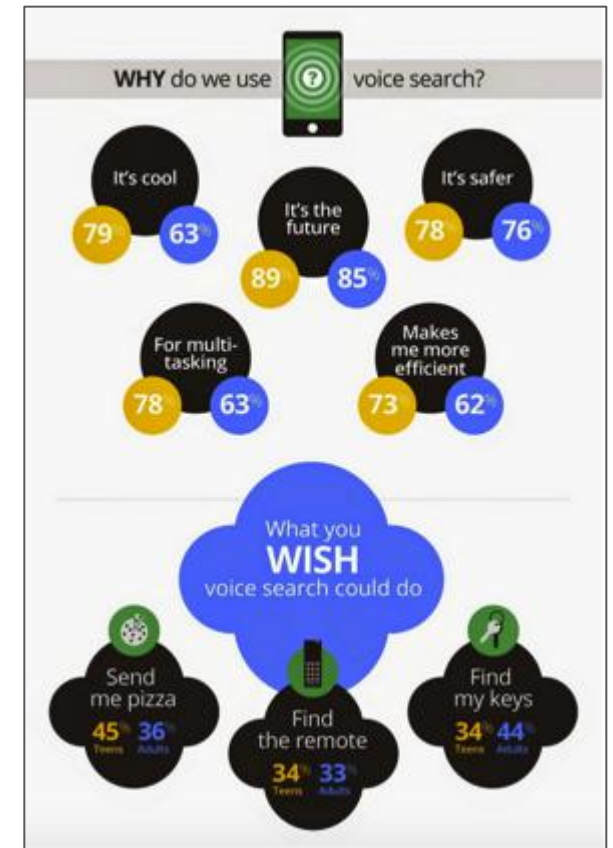 WHY do we use ? voice search?
It's cool
79% 63%
It's the
future
89% 85%
It's safer
78% 76%
For multi-
tasking
78% 63%
Makes
me more
efficient
73% 62%
What you
WISH
voice search could do
Send
me pizza
45% 36%
Teens Adults
Find
the remote
34% 33%
Teens Adults
Find
my keys
34% 44%
Teens Adults